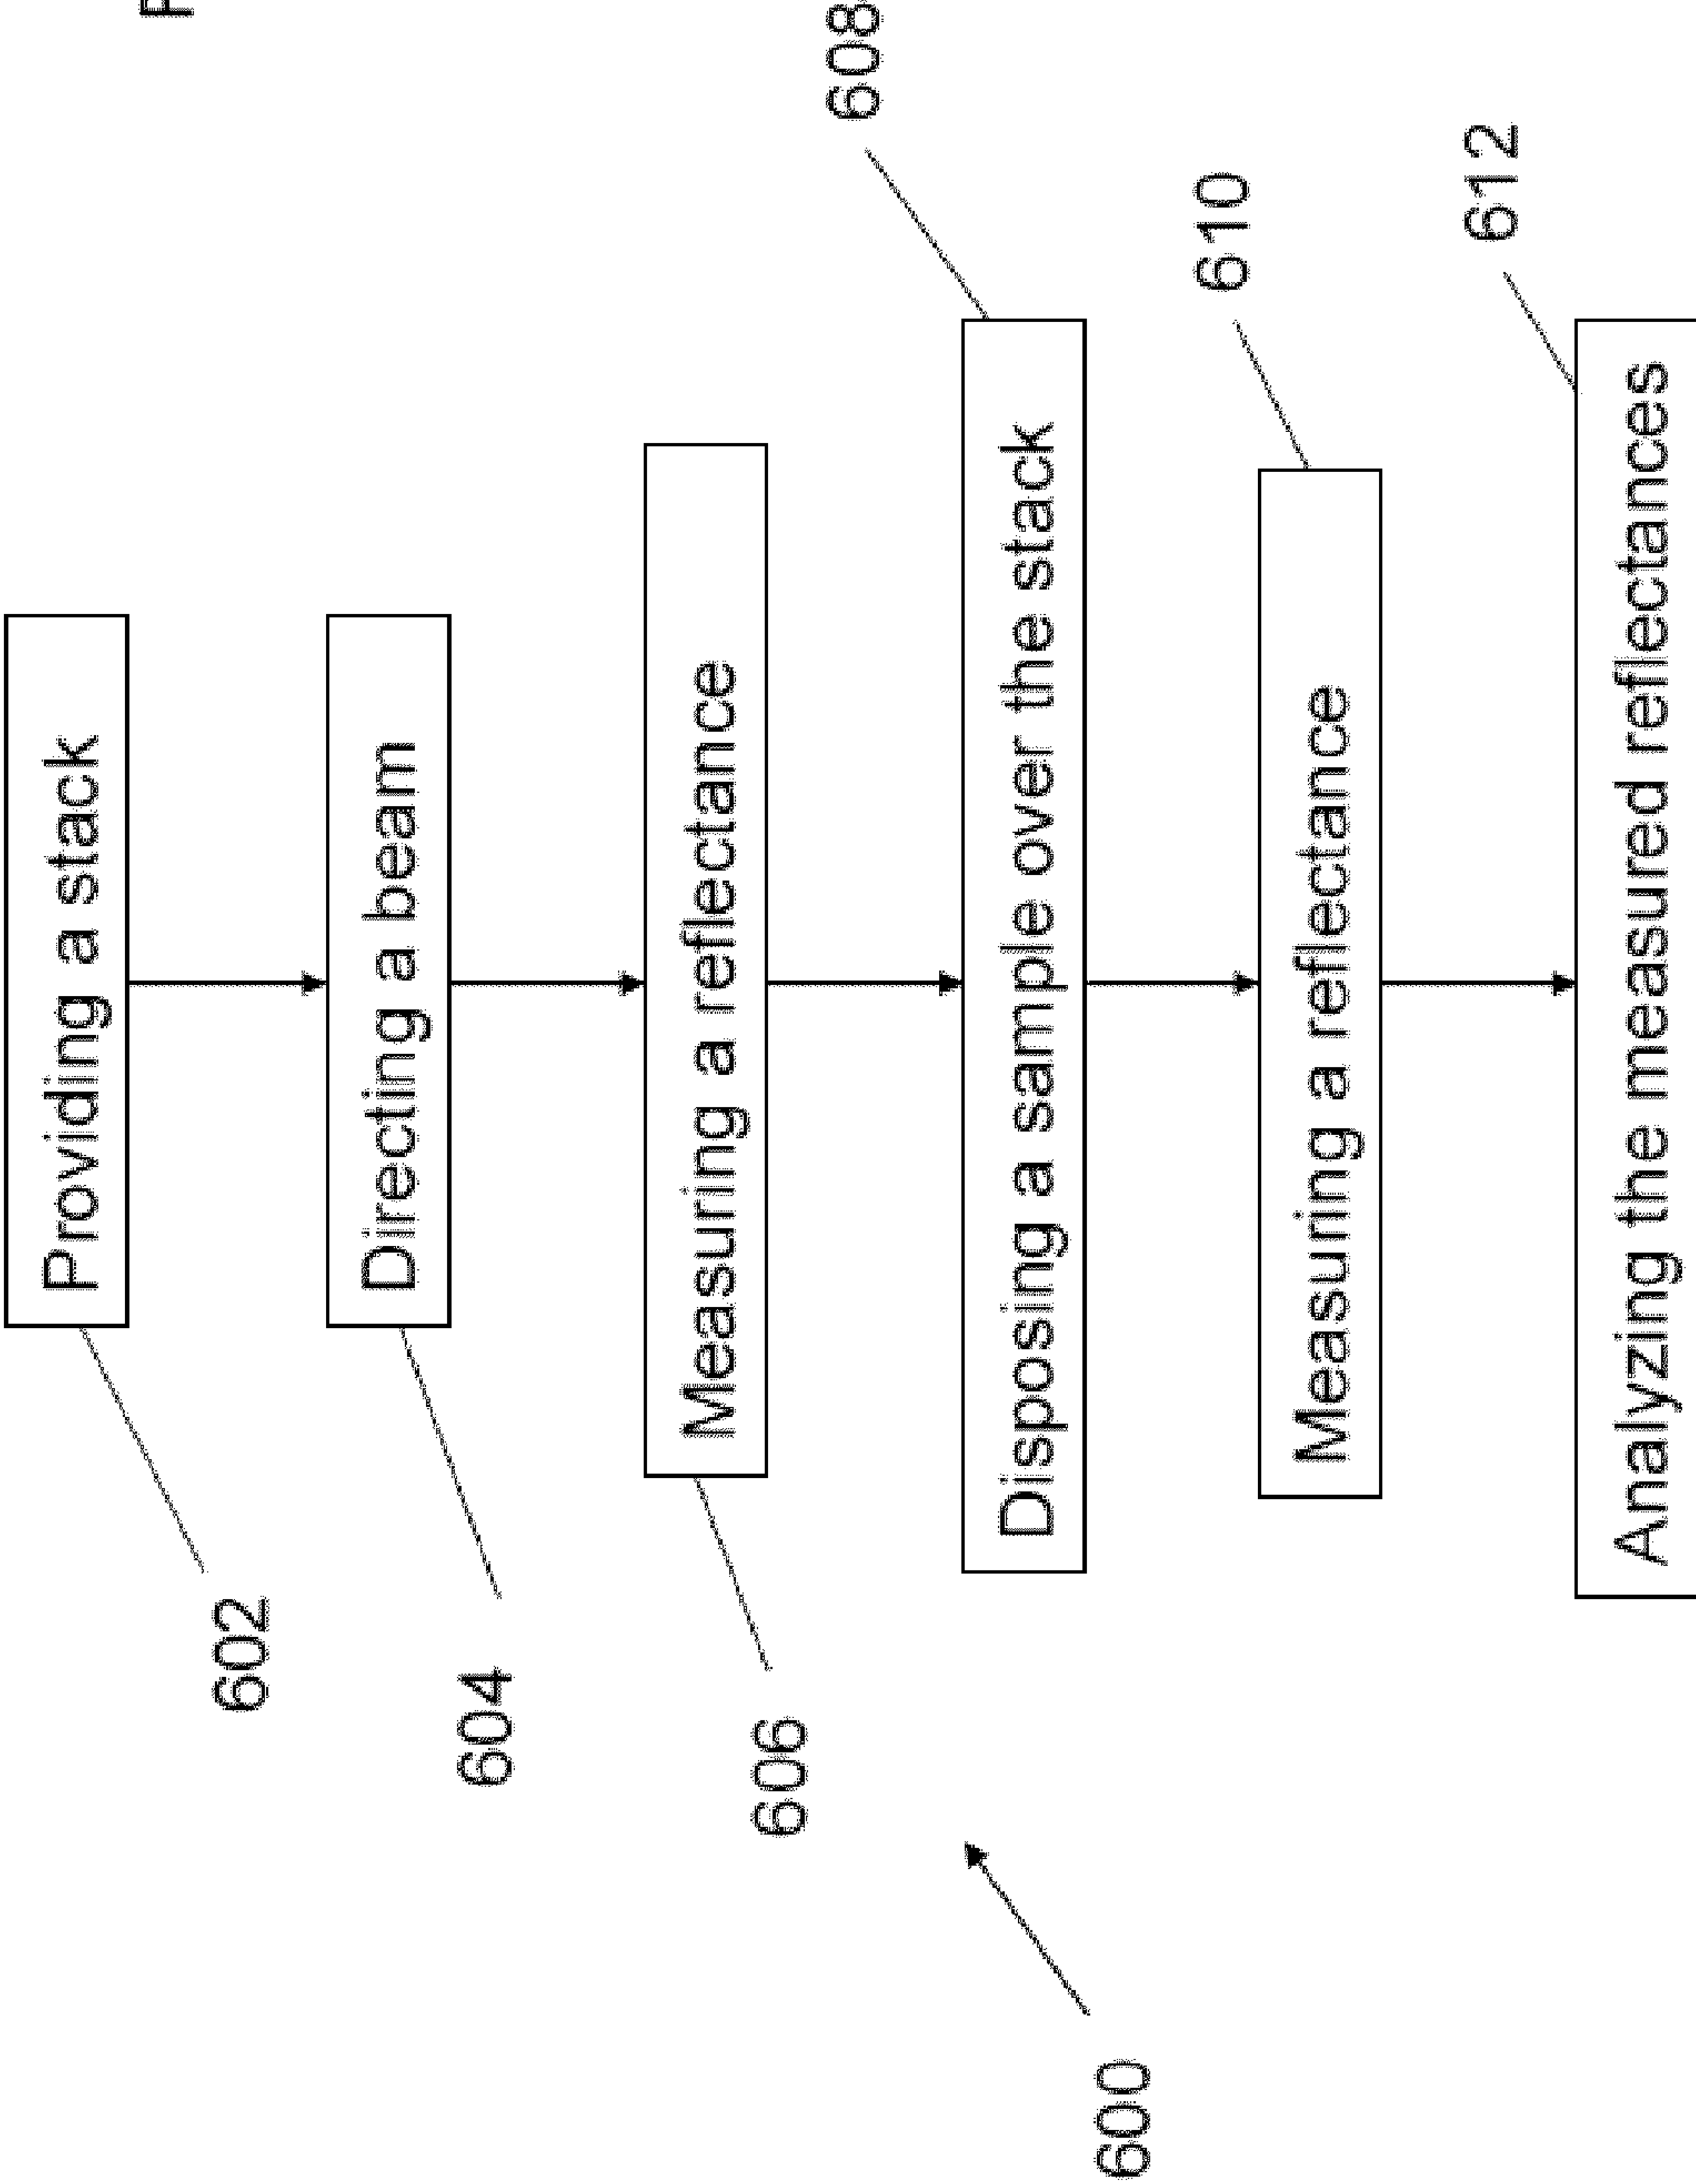 Providing a stack
602
Directing a beam
604
Measuring a reflectance
606
Disposing a sample over the stack
608
Measuring a reflectance
610
Analyzing the measured reflectances
612
600